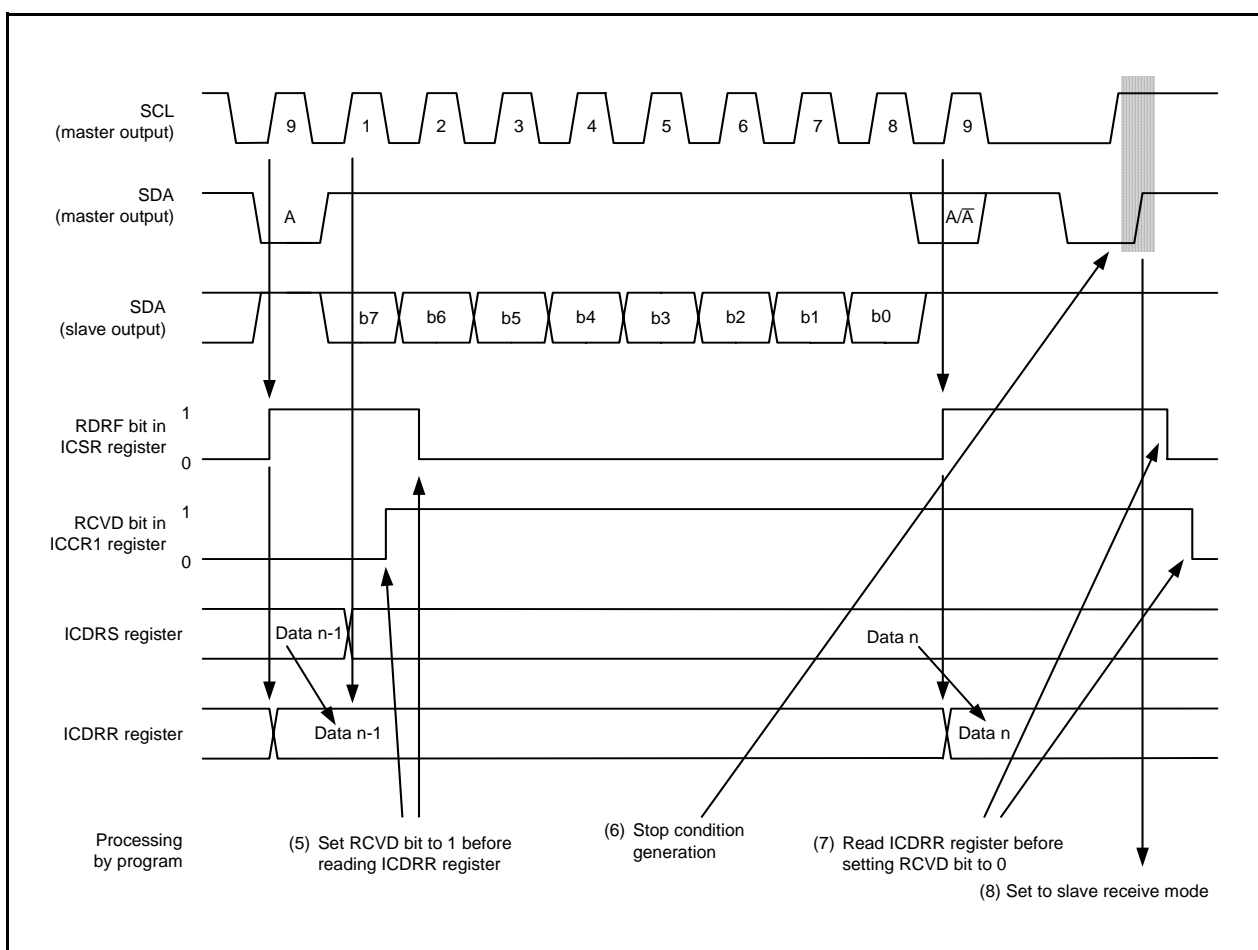 SCL
(master output)
9 1 2 3 4 5 6 7 8 9
SDA
(master output)
A A/A̅
SDA
(slave output)
b7 b6 b5 b4 b3 b2 b1 b0
RDRF bit in
ICSR register
1
0
RCVD bit in
ICCR1 register
1
0
ICDRS register
Data n-1 Data n
ICDRR register
Data n-1 Data n
Processing
by program
(5) Set RCVD bit to 1 before
reading ICDRR register
(6) Stop condition
generation
(7) Read ICDRR register before
setting RCVD bit to 0
(8) Set to slave receive mode